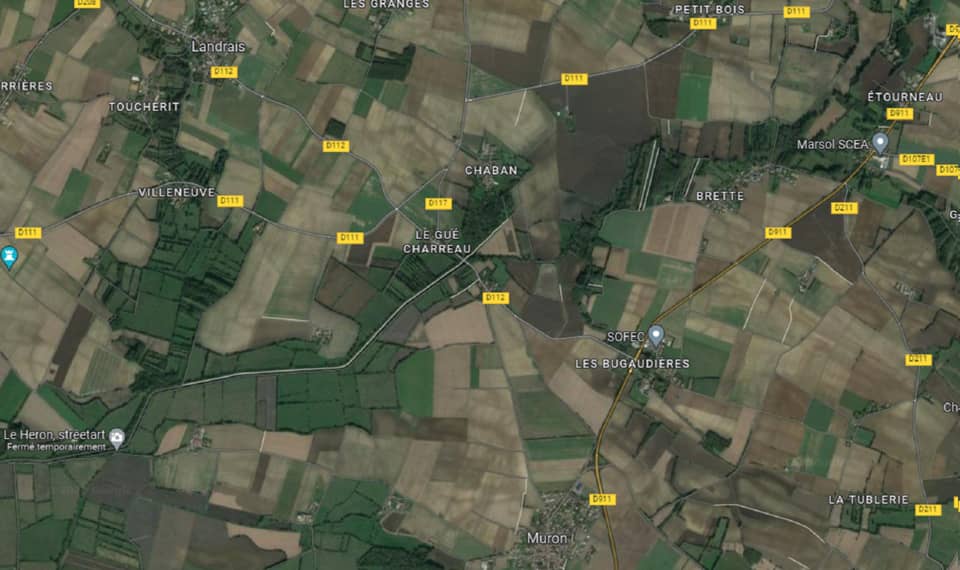 D208
LES GRANGES
PETIT BOIS
D111
D111
Landrais
D112
D111
RRIÈRES
TOUCHERIT
ÉTOURNEAU
D911
D112
Marsol SCEA
D107E1
CHABAN
VILLENEUVE
D111
D117
BRETTE
D211
D111
D111
LE GUÉ
CHARREAU
D911
D112
SOFEC
LES BUGAUDIÈRES
D211
Le Heron, streetart
Fermé temporairement
D911
LA TUBLERIE
D211
Muron